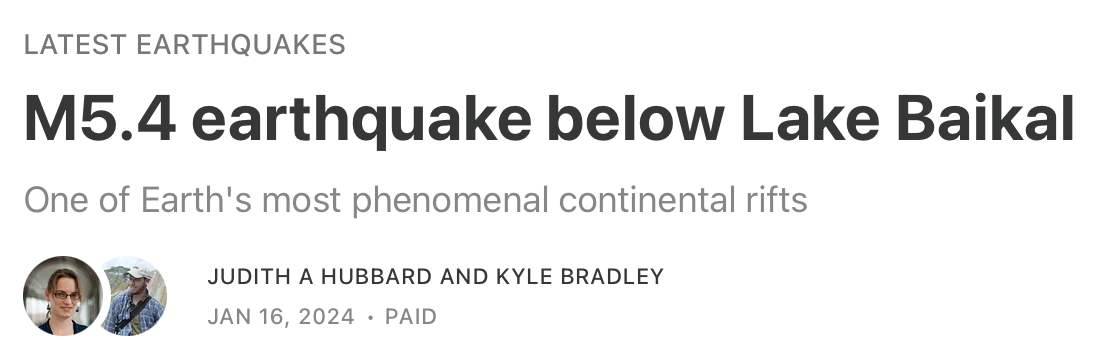 LATEST EARTHQUAKES
M5.4 earthquake below Lake Baikal
One of Earth's most phenomenal continental rifts
JUDITH A HUBBARD AND KYLE BRADLEY
JAN 16, 2024 • PAID